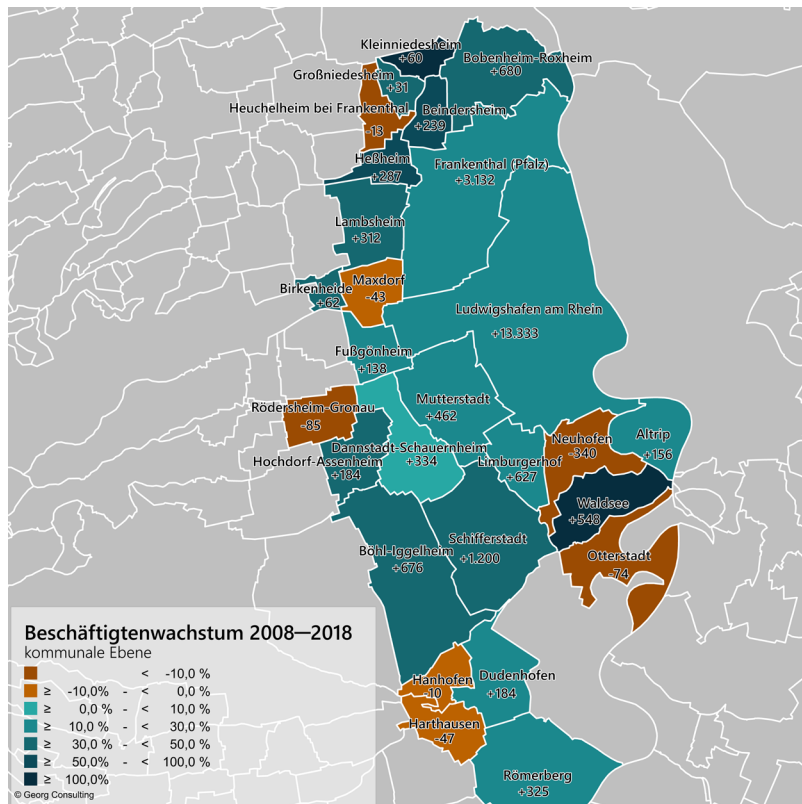 Kleinniedesheim
+60
Bobenheim-Roxheim
+680
Großniedesheim
+31
Heuchelheim bei Frankenthal
-13
Beindersheim
+239
Heßheim
+287
Frankenthal (Pfalz)
+3.132
Lambsheim
+312
Maxdorf
-43
Birkenheide
+62
Ludwigshafen am Rhein
+13.333
Fußgönheim
+138
Mutterstadt
+462
Rödersheim-Gronau
-85
Dannstadt-Schauernheim
+334
Hochdorf-Assenheim
+184
Limburgerhof
+627
Neuhofen
-340
Altrip
+156
Waldsee
+548
Schifferstadt
+1.200
Böhl-Iggelheim
+676
Otterstadt
-74
Hanhofen
-10
Dudenhofen
+184
Harthausen
-47
Römerberg
+325
Beschäftigtenwachstum 2008—2018
kommunale Ebene
< -10,0 %
≥ -10,0% - < 0,0 %
≥ 0,0 % - < 10,0 %
≥ 10,0 % - < 30,0 %
≥ 30,0 % - < 50,0 %
≥ 50,0% - < 100,0 %
≥ 100,0%
© Georg Consulting